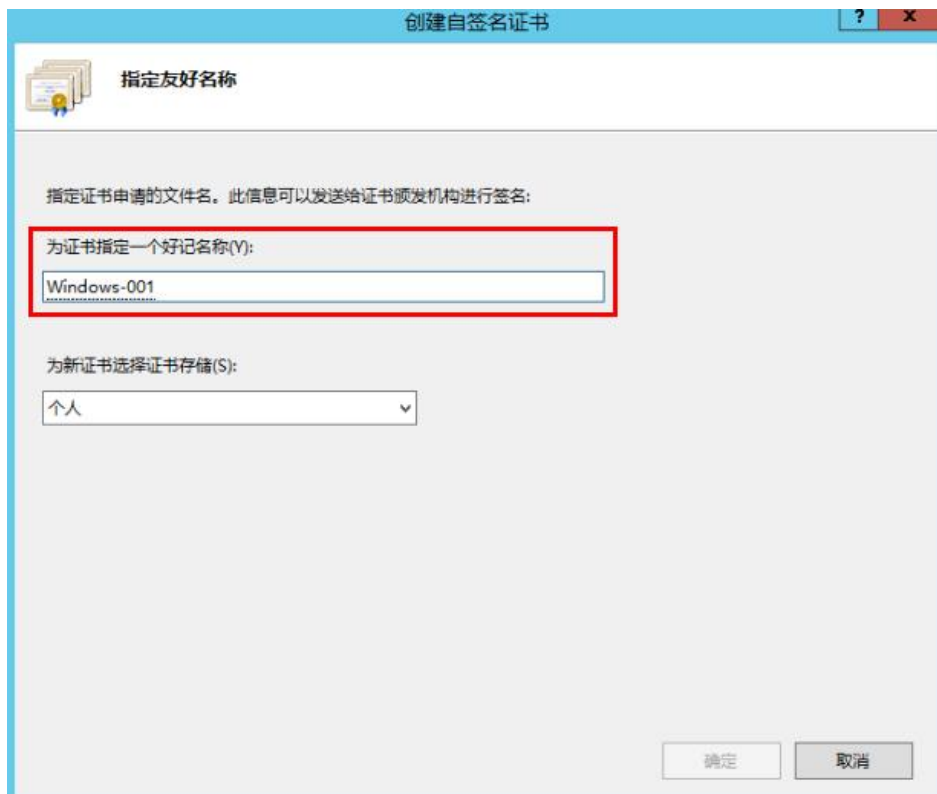 创建自签名证书
? x
指定友好名称
指定证书申请的文件名。此信息可以发送给证书颁发机构进行签名:
为证书指定一个好记名称(Y):
Windows-001
为新证书选择证书存储(S):
个人
确定 取消